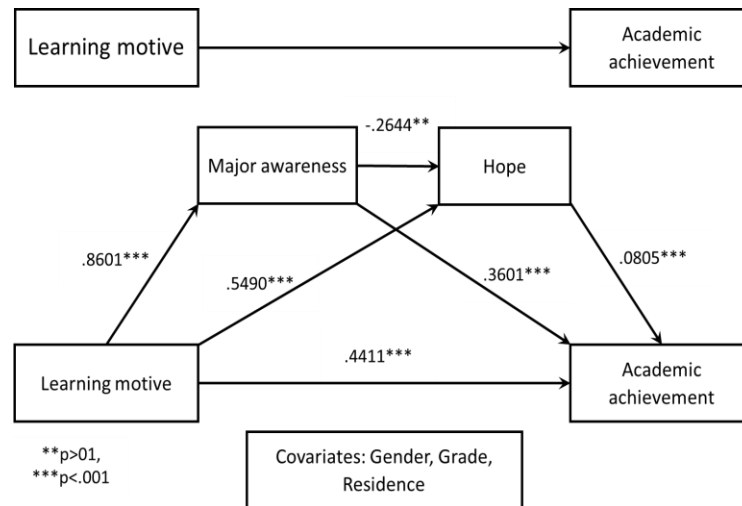 Learning motive
Academic
achievement
-.2644**
Major awareness
Hope
.8601***
.5490***
.3601***
.0805***
.4411***
Learning motive
Academic
achievement
**p>01,
***p<.001
Covariates: Gender, Grade,
Residence